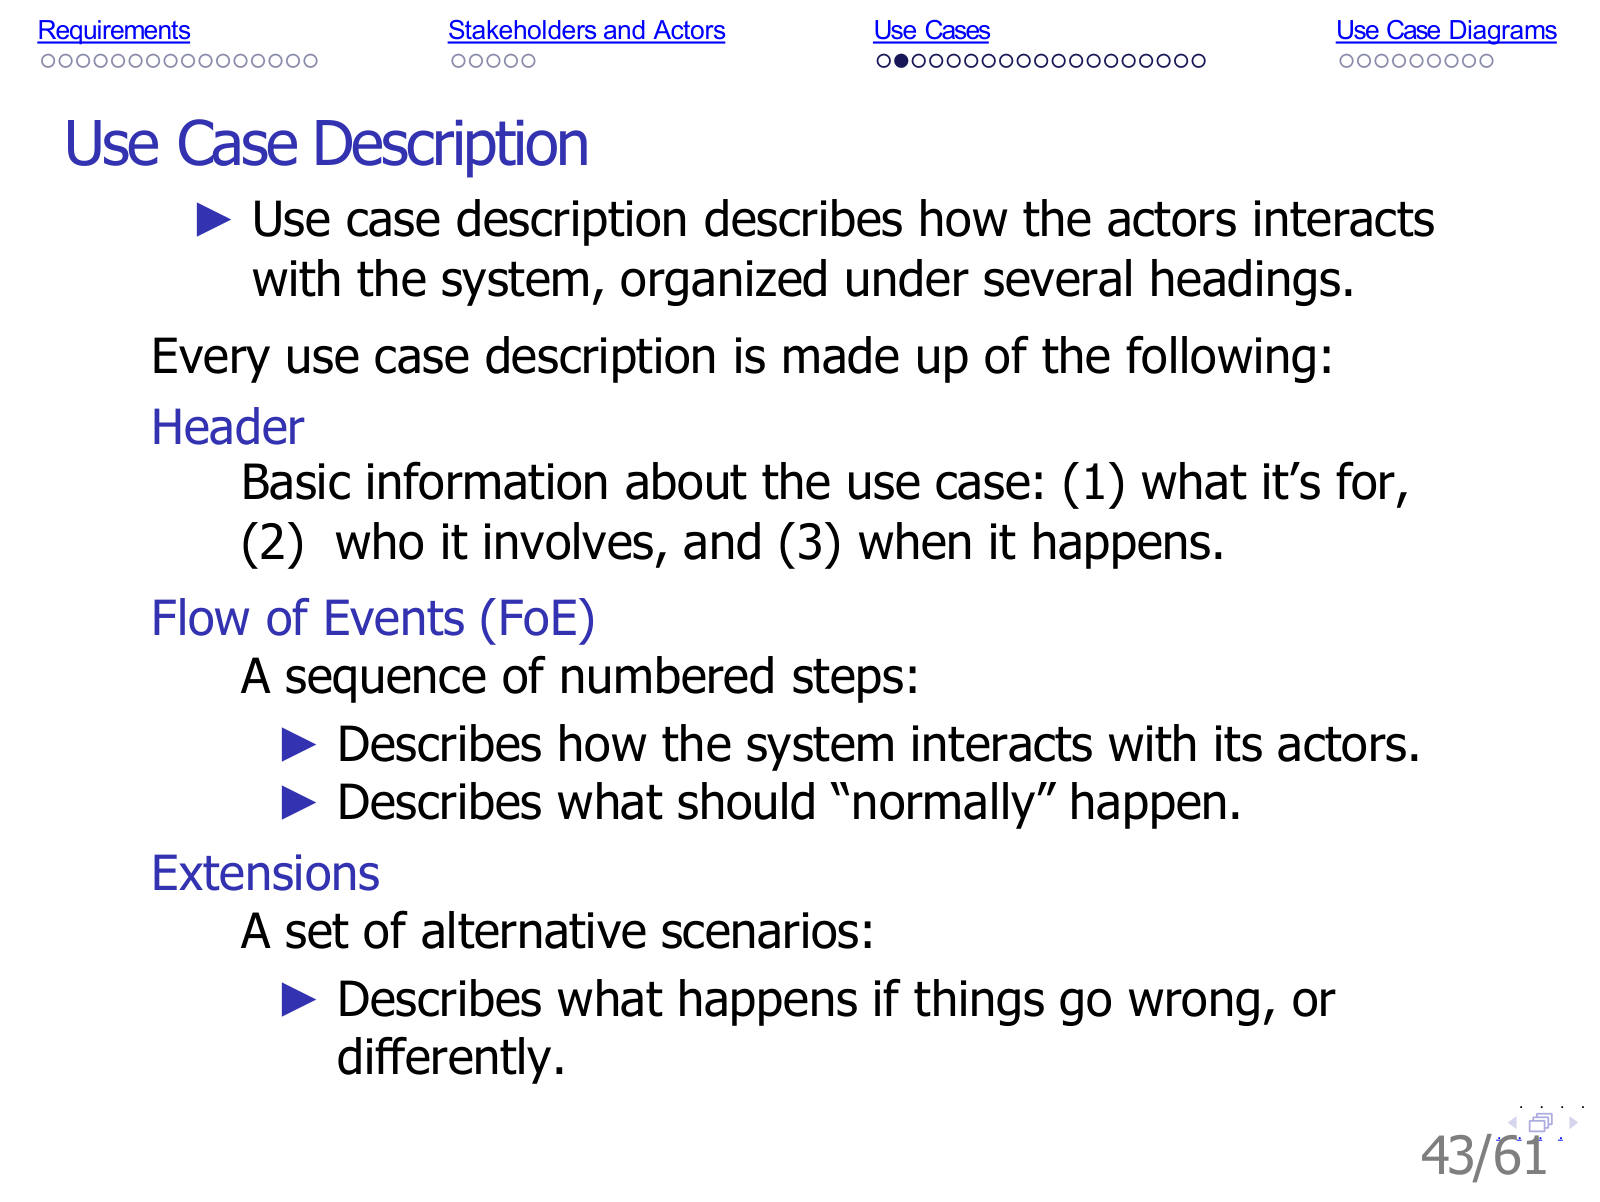 Requirements
Stakeholders and Actors
Use Cases
Use Case Diagrams
Use Case Description
Use case description describes how the actors interacts
with the system, organized under several headings.
Every use case description is made up of the following:
Header
Basic information about the use case: (1) what it’s for,
(2) who it involves, and (3) when it happens.
Flow of Events (FoE)
A sequence of numbered steps:
Describes how the system interacts with its actors.
Describes what should “normally” happen.
Extensions
A set of alternative scenarios:
Describes what happens if things go wrong, or
differently.
43/61